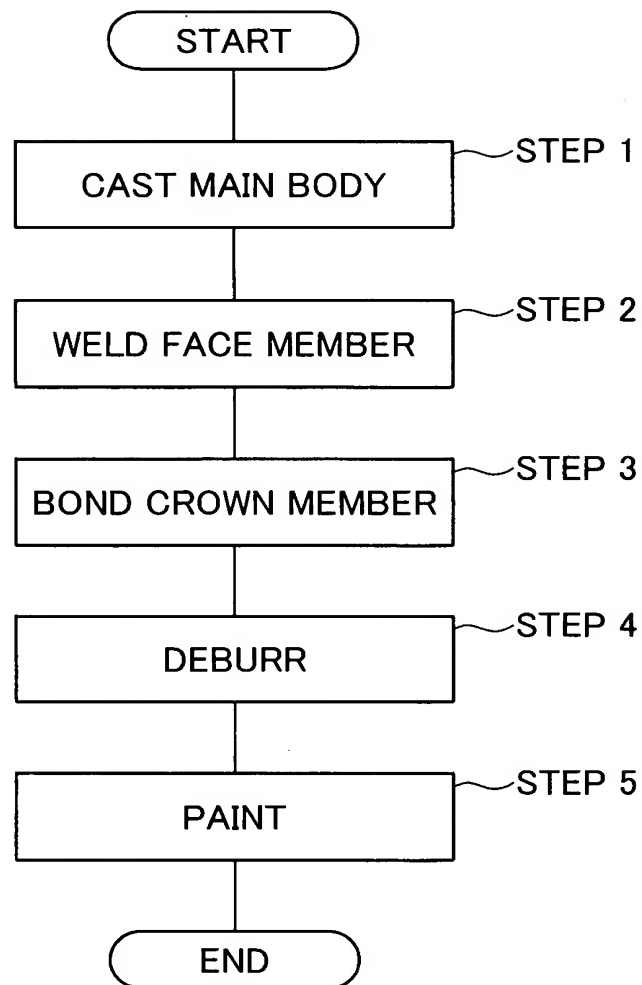 START
CAST MAIN BODY
STEP 1
WELD FACE MEMBER
STEP 2
BOND CROWN MEMBER
STEP 3
DEBURR
STEP 4
PAINT
STEP 5
END